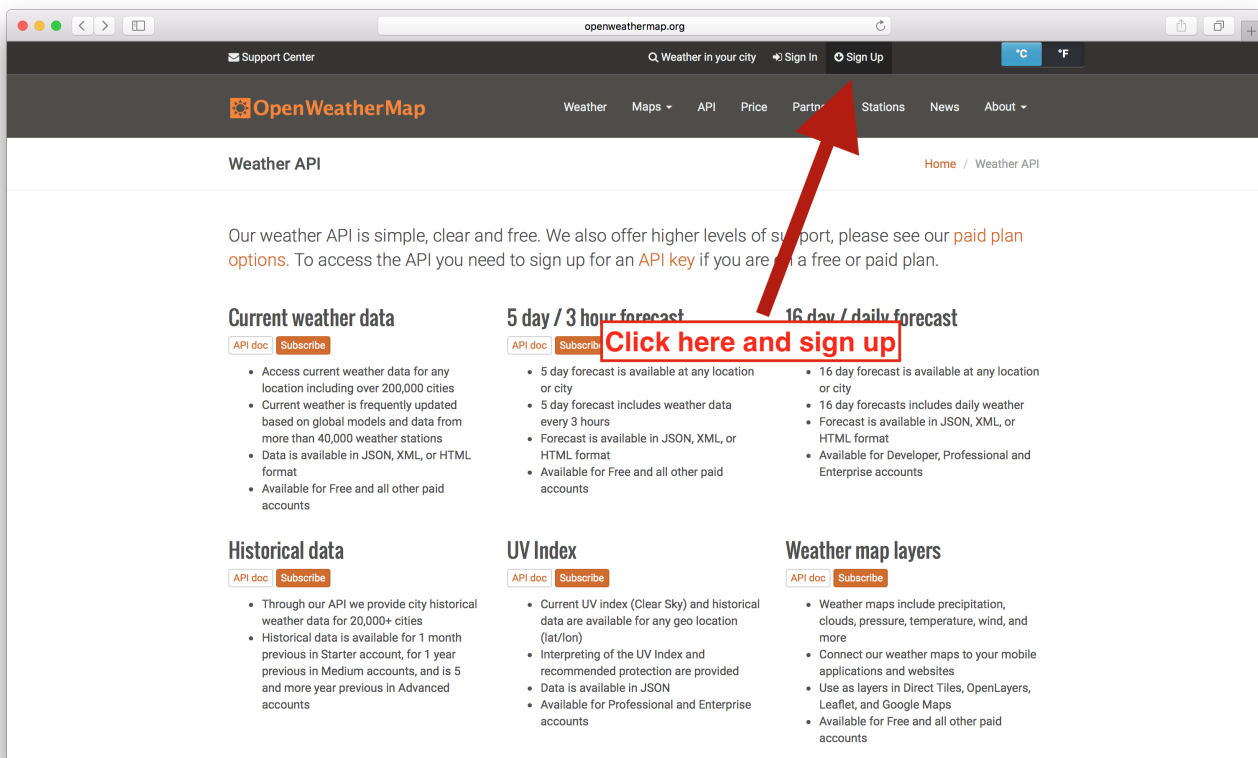 openweathermap.org
Support Center
Weather in your city
Sign In
Sign Up
°C
°F
OpenWeatherMap
Weather
Maps
API
Price
Stations
News
About
Weather API
Home / Weather API
Our weather API is simple, clear and free. We also offer higher levels of support, please see our paid plan
options. To access the API you need to sign up for an API key if you are on a free or paid plan.
Current weather data
API doc
Subscribe
Access current weather data for any
location including over 200,000 cities
Current weather is frequently updated
based on global models and data from
more than 40,000 weather stations
Data is available in JSON, XML, or HTML
format
Available for Free and all other paid
accounts
5 day / 3 hour forecast
API doc
Subscribe
5 day forecast is available at any location
or city
5 day forecast includes weather data
every 3 hours
Forecast is available in JSON, XML, or
HTML format
Available for Free and all other paid
accounts
16 day / daily forecast
Click here and sign up
16 day forecast is available at any location
or city
16 day forecasts includes daily weather
Forecast is available in JSON, XML, or
HTML format
Available for Developer, Professional and
Enterprise accounts
Historical data
API doc
Subscribe
Through our API we provide city historical
weather data for 20,000+ cities
Historical data is available for 1 month
previous in Starter account, for 1 year
previous in Medium accounts, and is 5
and more year previous in Advanced
accounts
UV Index
API doc
Subscribe
Current UV index (Clear Sky) and historical
data are available for any geo location
(lat/lon)
Interpreting of the UV Index and
recommended protection are provided
Data is available in JSON
Available for Professional and Enterprise
accounts
Weather map layers
API doc
Subscribe
Weather maps include precipitation,
clouds, pressure, temperature, wind, and
more
Connect our weather maps to your mobile
applications and websites
Use as layers in Direct Tiles, OpenLayers,
Leaflet, and Google Maps
Available for Free and all other paid
accounts